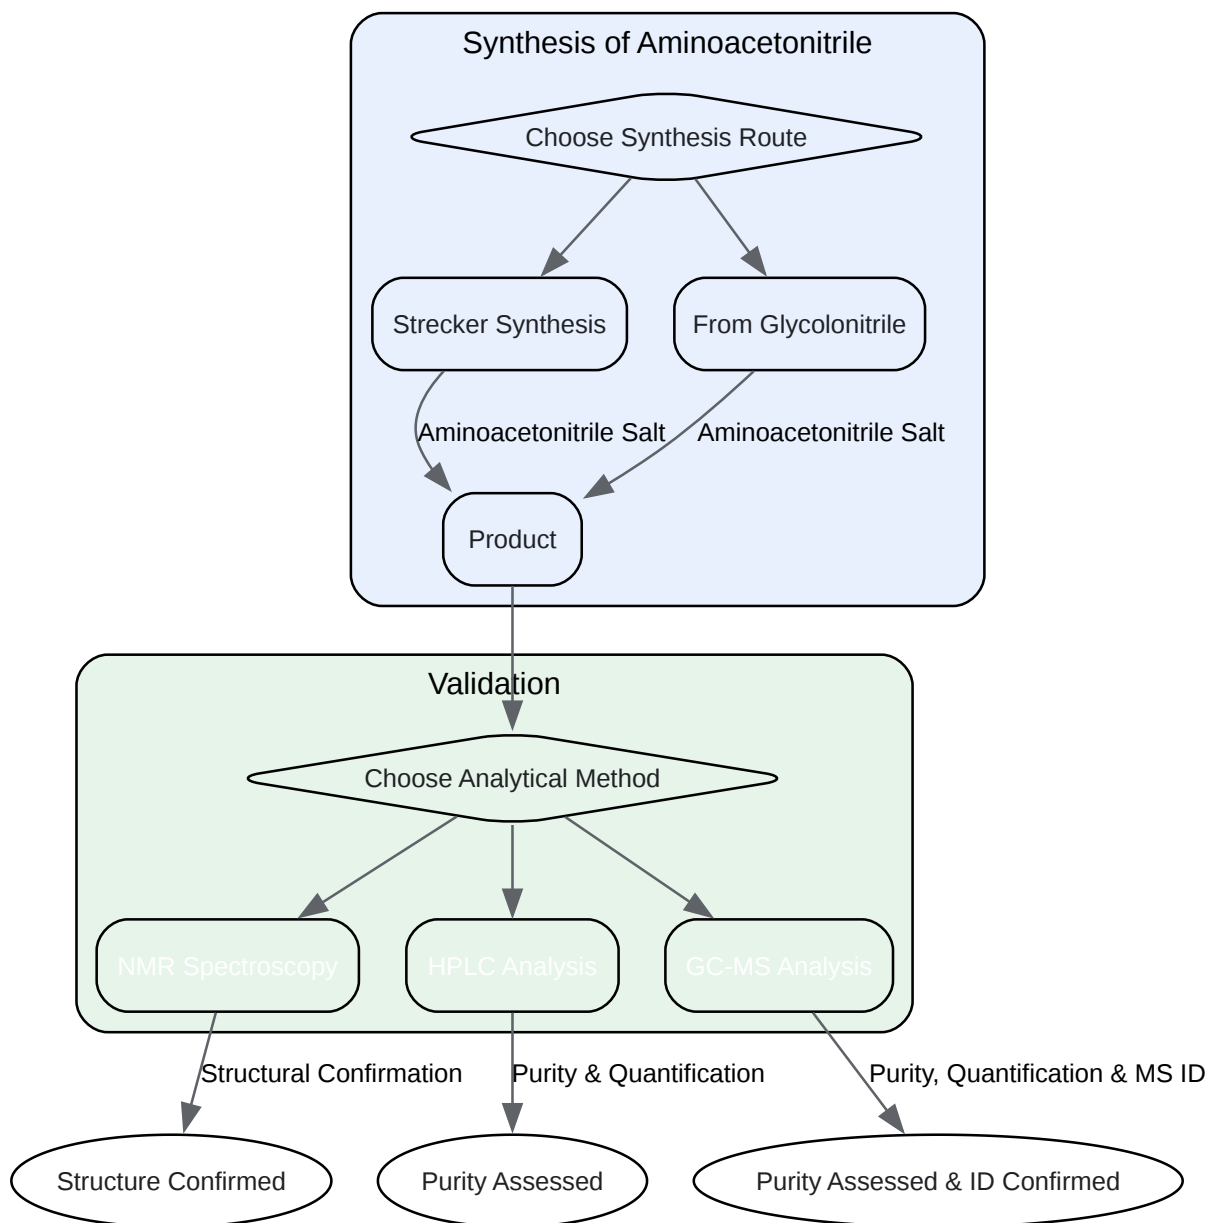 Synthesis of Aminoacetonitrile
Choose Synthesis Route
Strecker Synthesis
From Glycolonitrile
Aminoacetonitrile Salt
Aminoacetonitrile Salt
Product
Validation
Choose Analytical Method
NMR Spectroscopy
HPLC Analysis
GC-MS Analysis
Structural Confirmation
Purity & Quantification
Purity, Quantification & MS ID
Structure Confirmed
Purity Assessed
Purity Assessed & ID Confirmed